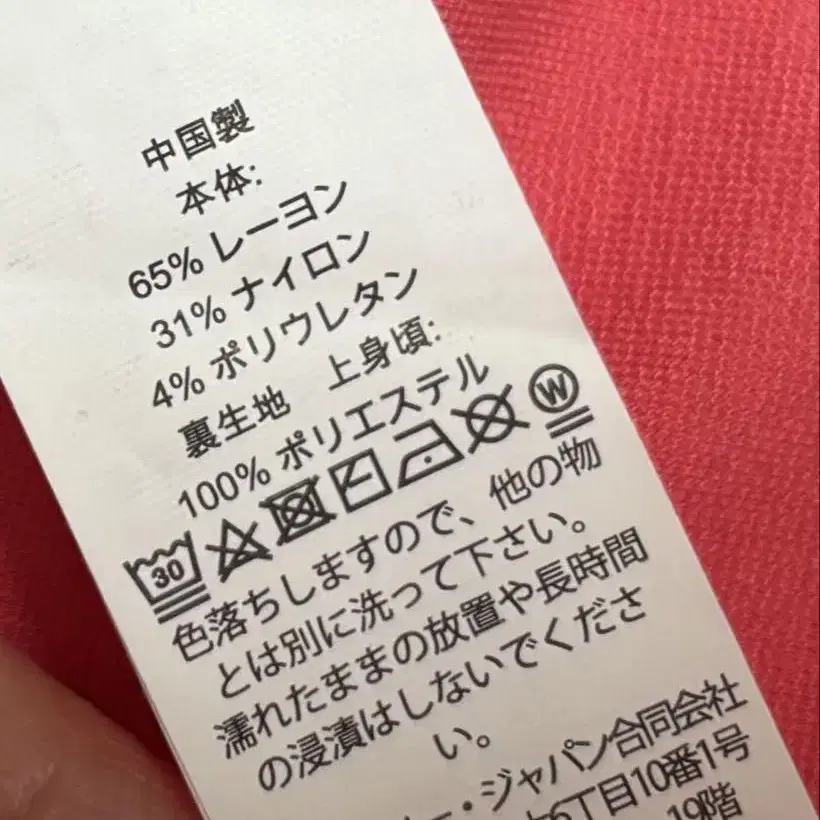 中国製
本体:
65% レーヨン
31% ナイロン
4% ポリウレタン
裏生地 上身頃:
100% ポリエステル
30 W
色落ちしますので、他の物
とは別に洗って下さい。
濡れたままの放置や長時間
の浸漬はしないでくださ
い。
ー・ジャパン合同会社
6丁目10番1号
19階